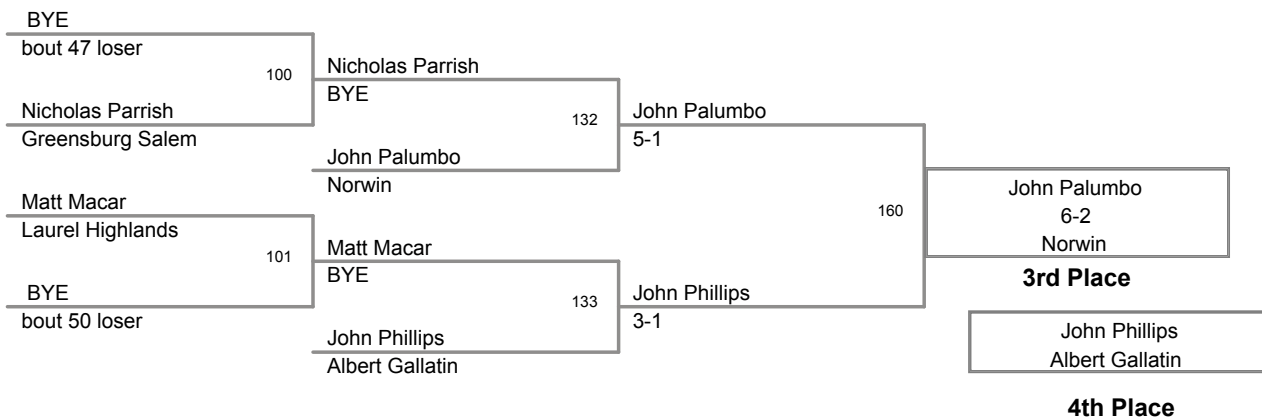 BYE
bout 47 loser
100
Nicholas Parrish
Greensburg Salem
Matt Macar
Laurel Highlands
101
BYE
bout 50 loser
Nicholas Parrish
BYE
132
John Palumbo
Norwin
Matt Macar
BYE
133
John Phillips
Albert Gallatin
John Palumbo
5-1
160
John Phillips
3-1
John Palumbo
6-2
Norwin
3rd Place
John Phillips
Albert Gallatin
4th Place